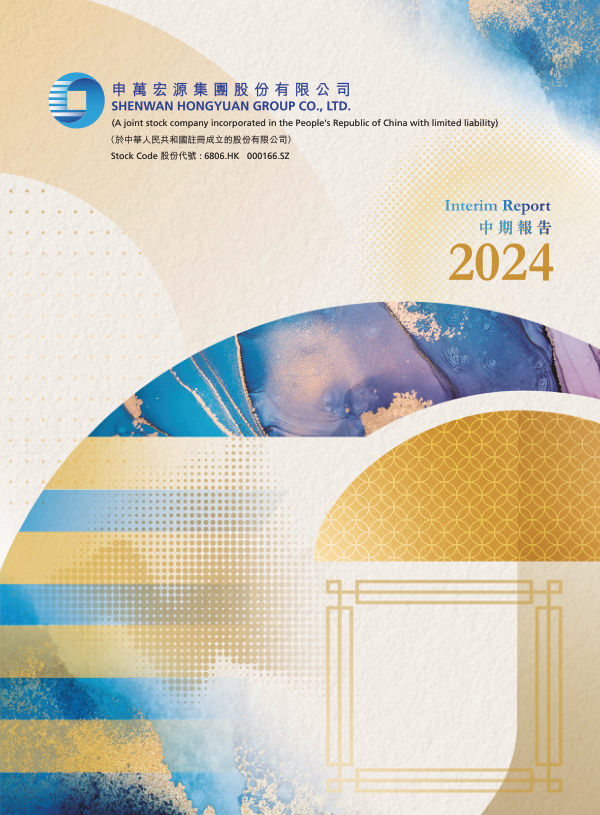 申萬宏源集團股份有限公司
SHENWAN HONGYUAN GROUP CO., LTD.
(A joint stock company incorporated in the People's Republic of China with limited liability)
(於中華人民共和國註冊成立的股份有限公司)
Stock Code 股份代號 : 6806.HK 000166.SZ
Interim Report
中期報告
2024